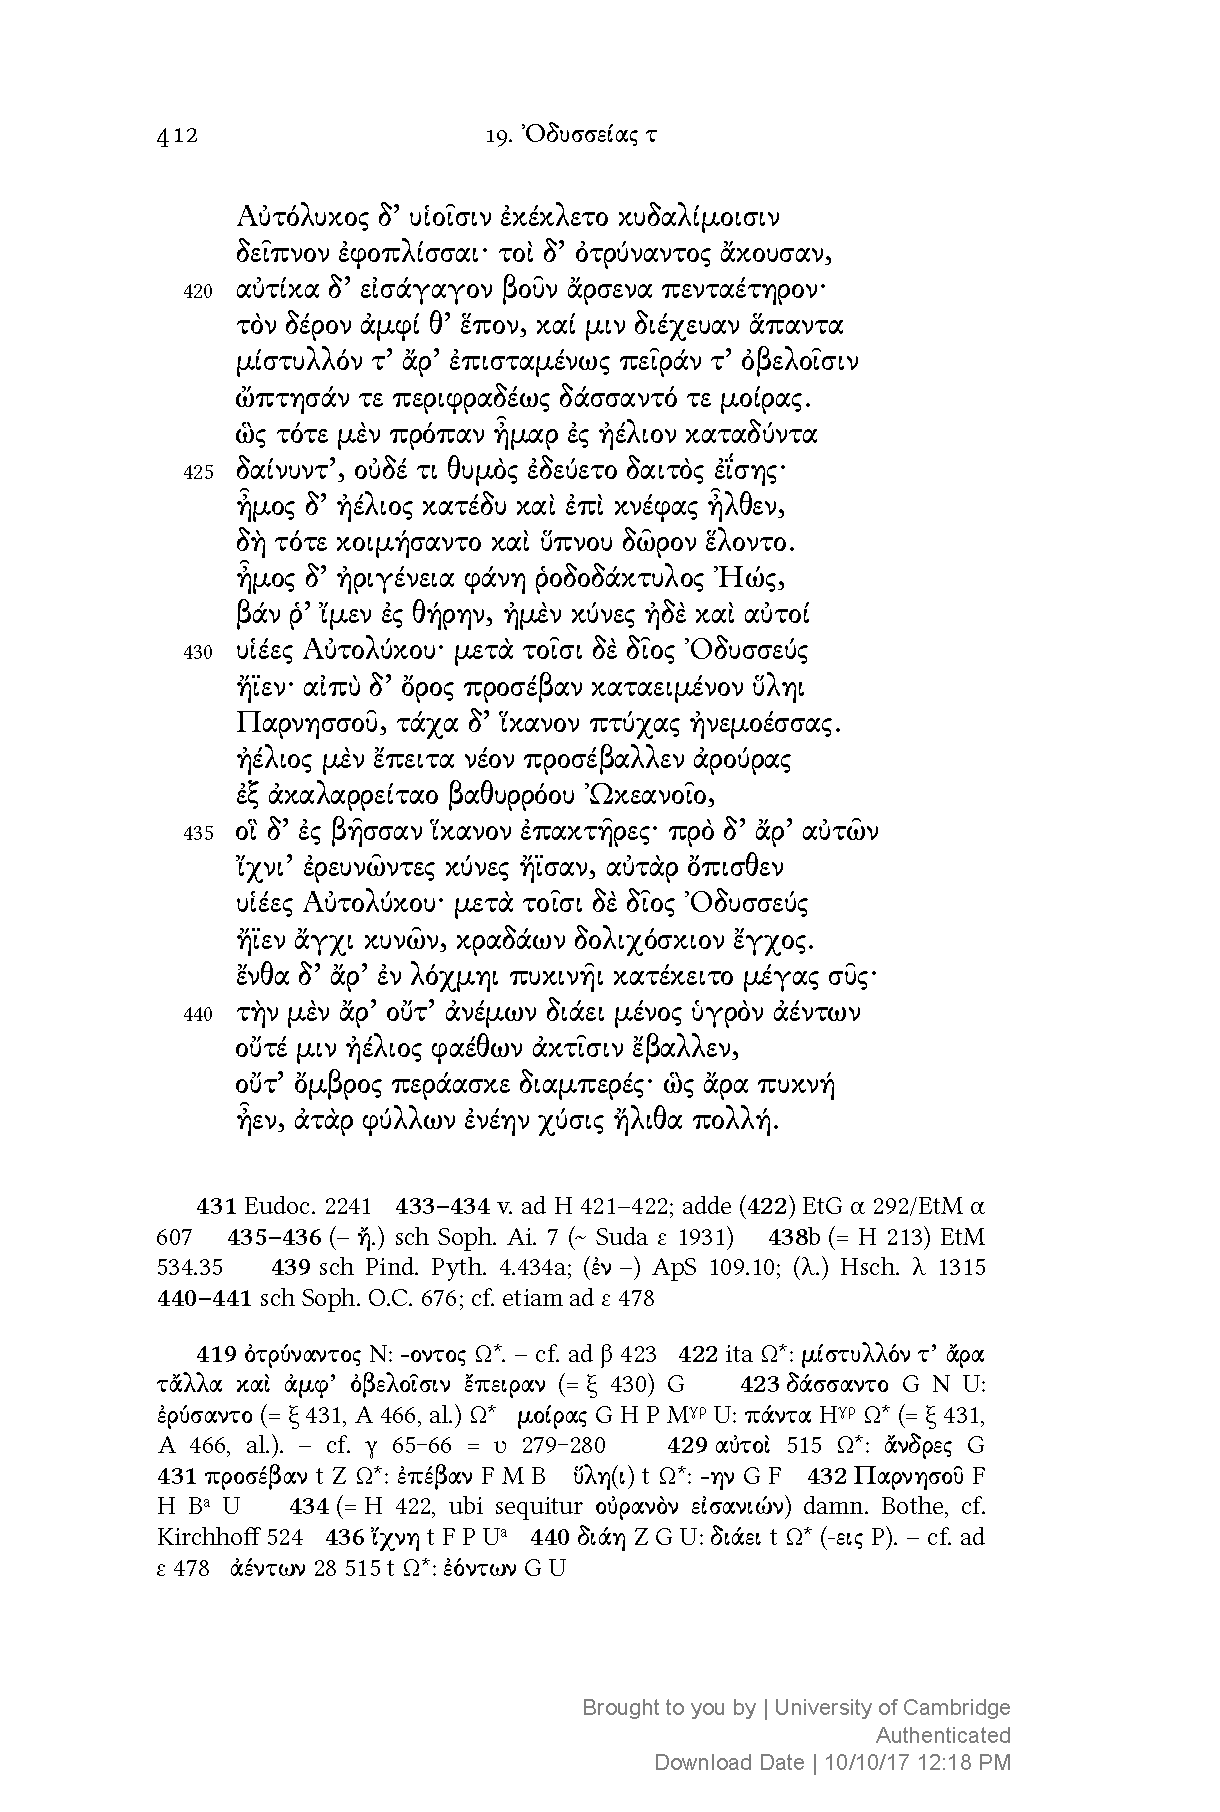 412 19. Ὀδυσσείας τ
Αὐτόλυκος δ’ υἱοῖσιν ἐκέκλετο κυδαλίμοισιν
δεῖπνον ἐφοπλίσσαι· τοὶ δ’ ὀτρύναντος ἄκουσαν,
420 αὐτίκα δ’ εἰσάγαγον βοῦν ἄρσενα πενταέτηρον·
τὸν δέρον ἀμφί θ’ ἕπον, καί μιν διέχευαν ἅπαντα
μίστυλλόν τ’ ἄρ’ ἐπισταμένως πεῖράν τ’ ὀβελοῖσιν
ὤπτησάν τε περιφραδέως δάσσαντό τε μοίρας.
ὣς τότε μὲν πρόπαν ἦμαρ ἐς ἠέλιον καταδύντα
425 δαίνυντ’, οὐδέ τι θυμὸς ἐδεύετο δαιτὸς ἐΐσης·
ἦμος δ’ ἠέλιος κατέδυ καὶ ἐπὶ κνέφας ἦλθεν,
δὴ τότε κοιμήσαντο καὶ ὕπνου δῶρον ἕλοντο.
ἦμος δ’ ἠριγένεια φάνη ῥοδοδάκτυλος Ἠώς,
βάν ῥ’ ἴμεν ἐς θήρην, ἠμὲν κύνες ἠδὲ καὶ αὐτοί
430 υἱέες Αὐτολύκου· μετὰ τοῖσι δὲ δῖος Ὀδυσσεύς
ἤϊεν· αἰπὺ δ’ ὄρος προσέβαν καταειμένον ὕληι
Παρνησσοῦ, τάχα δ’ ἵκανον πτύχας ἠνεμοέσσας.
ἠέλιος μὲν ἔπειτα νέον προσέβαλλεν ἀρούρας
ἐξ ἀκαλαρρείταο βαθυρρόου Ὠκεανοῖο,
435 οἳ δ’ ἐς βῆσσαν ἵκανον ἐπακτῆρες· πρὸ δ’ ἄρ’ αὐτῶν
ἴχνι’ ἐρευνῶντες κύνες ἤϊσαν, αὐτὰρ ὄπισθεν
υἱέες Αὐτολύκου· μετὰ τοῖσι δὲ δῖος Ὀδυσσεύς
ἤϊεν ἄγχι κυνῶν, κραδάων δολιχόσκιον ἔγχος.
ἔνθα δ’ ἄρ’ ἐν λόχμηι πυκινῆι κατέκειτο μέγας σῦς·
440 τὴν μὲν ἄρ’ οὔτ’ ἀνέμων διάει μένος ὑγρὸν ἀέντων
οὔτέ μιν ἠέλιος φαέθων ἀκτῖσιν ἔβαλλεν,
οὔτ’ ὄμβρος περάασκε διαμπερές· ὣς ἄρα πυκνή
ἦεν, ἀτὰρ φύλλων ἐνέην χύσις ἤλιθα πολλή.
431 Eudoc. 2241 433–434 v. ad Η 421–422; adde (422) EtG α 292/EtM α
607 435–436 (– ἤ.) sch Soph. Ai. 7 (~ Suda ε 1931) 438b (= Η 213) EtM
534.35 439 sch Pind. Pyth. 4.434a; (ἐν –) ApS 109.10; (λ.) Hsch. λ 1315
440–441 sch Soph. O.C. 676; cf. etiam ad ε 478
419 ὀτρύναντος N: -οντος Ω*. – cf. ad β 423 422 ita Ω*: μίστυλλόν τ’ ἄρα
τἄλλα καὶ ἀμφ’ ὀβελοῖσιν ἔπειραν (= ξ 430) G 423 δάσσαντο G N U:
ἐρύσαντο (= ξ 431, Α 466, al.) Ω* μοίρας G H P Mᵞᵖ U: πάντα Hᵞᵖ Ω* (= ξ 431,
Α 466, al.). – cf. γ 65–66 = υ 279–280 429 αὐτοὶ 515 Ω*: ἄνδρες G
431 προσέβαν t Z Ω*: ἐπέβαν F M B ὕλη(ι) t Ω*: -ην G F 432 Παρνησοῦ F
H Bᵃ U 434 (= Η 422, ubi sequitur οὐρανὸν εἰσανιών) damn. Bothe, cf.
Kirchhoff 524 436 ἴχνη t F P Uᵃ 440 διάη Z G U: διάει t Ω* (-εις P). – cf. ad
ε 478 ἀέντων 28 515 t Ω*: ἐόντων G U
Brought to you by | University of Cambridge
Authenticated
Download Date | 10/10/17 12:18 PM